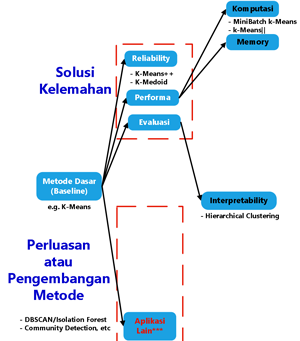 Komputasi
- MiniBatch k-Means
- k-Means||
Memory
Solusi
Kelemahan
Reliability
- K-Means++
- K-Medoid
Performa
Evaluasi
Metode Dasar
(Baseline)
e.g. K-Means
Interpretability
- Hierarchical Clustering
Perluasan
atau
Pengembangan
Metode
- DBSCAN/Isolation Forest
- Community Detection, etc
Aplikasi
Lain***